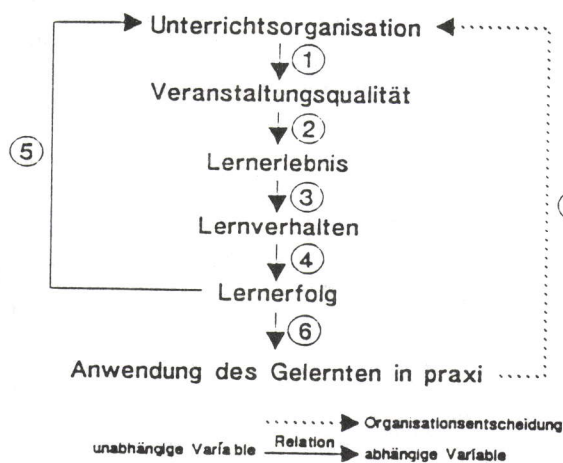 Unterrichtsorganisation
①
Veranstaltungsqualität
②
⑤
Lernerlebnis
③
Lernverhalten
④
Lernerfolg
⑥
Anwendung des Gelernten in praxi
Organisationsentscheidung
unabhängige Variable Relation abhängige Variable